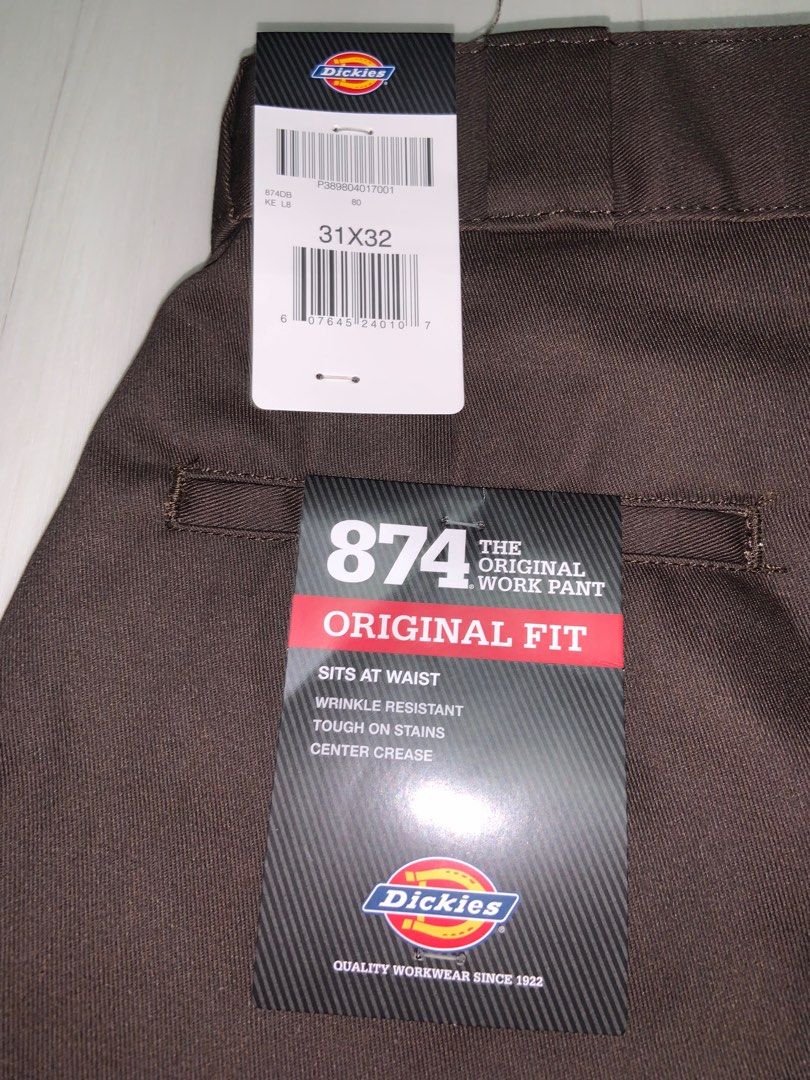 Dickies
P389804017001
874DB
KE L8
80
31X32
6 07645 24010 7
874® THE
ORIGINAL
WORK PANT
ORIGINAL FIT
SITS AT WAIST
WRINKLE RESISTANT
TOUGH ON STAINS
CENTER CREASE
Dickies®
QUALITY WORKWEAR SINCE 1922